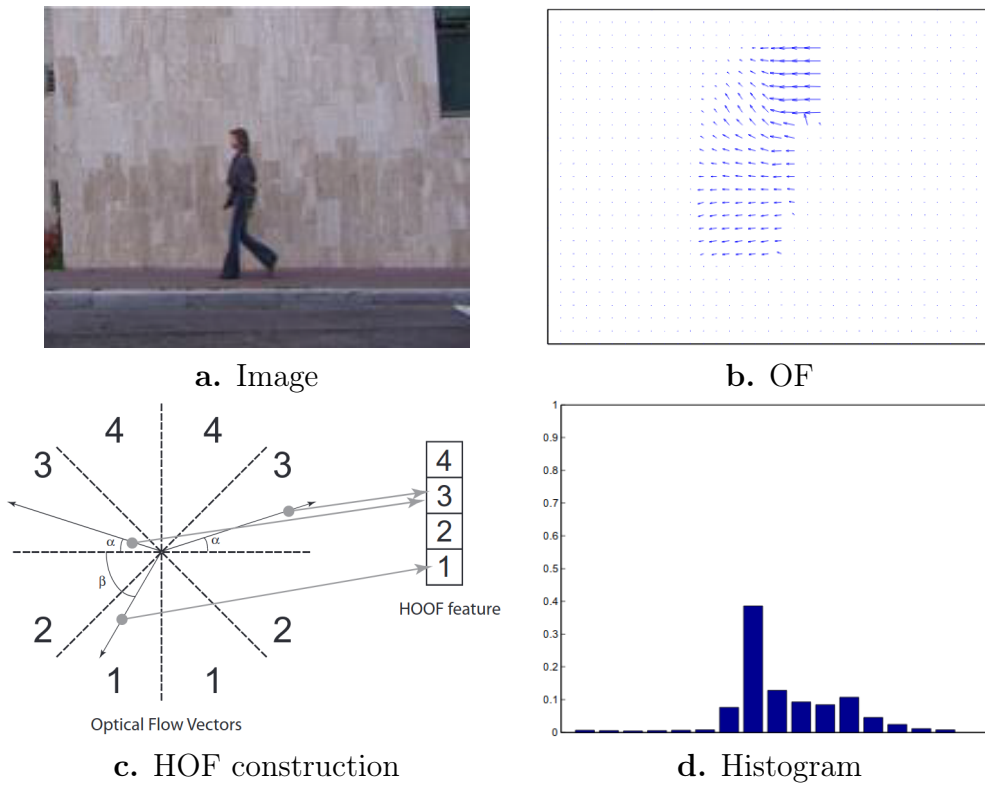 a. Image
b. OF
4 4
3 3
α α
β
2 2
1 1
Optical Flow Vectors
4
3
2
1
HOOF feature
c. HOF construction
1
0.9
0.8
0.7
0.6
0.5
0.4
0.3
0.2
0.1
0
d. Histogram